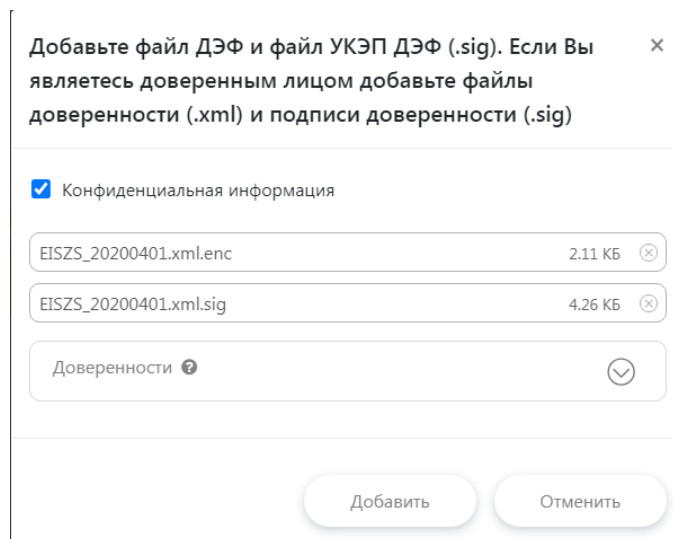 Добавьте файл ДЭФ и файл УКЭП ДЭФ (.sig). Если Вы
являетесь доверенным лицом добавьте файлы
доверенности (.xml) и подписи доверенности (.sig)
Конфиденциальная информация
EISZS_20200401.xml.enc 2.11 КБ
EISZS_20200401.xml.sig 4.26 КБ
Доверенности
Добавить Отменить